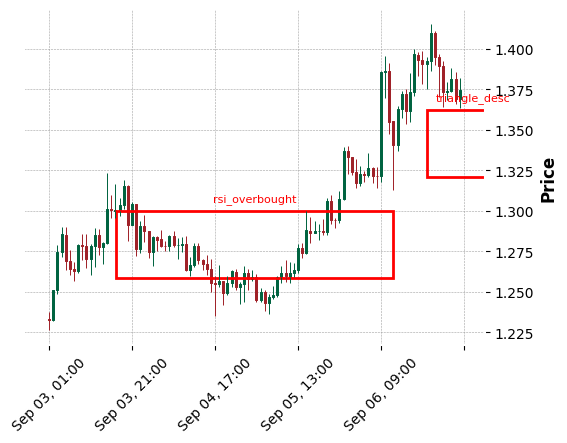 1.400
1.375
triangle_desc
1.350
1.325
rsi_overbought
1.300
1.275
1.250
1.225
Price
Sep 03, 01:00
Sep 03, 21:00
Sep 04, 17:00
Sep 05, 13:00
Sep 06, 09:00